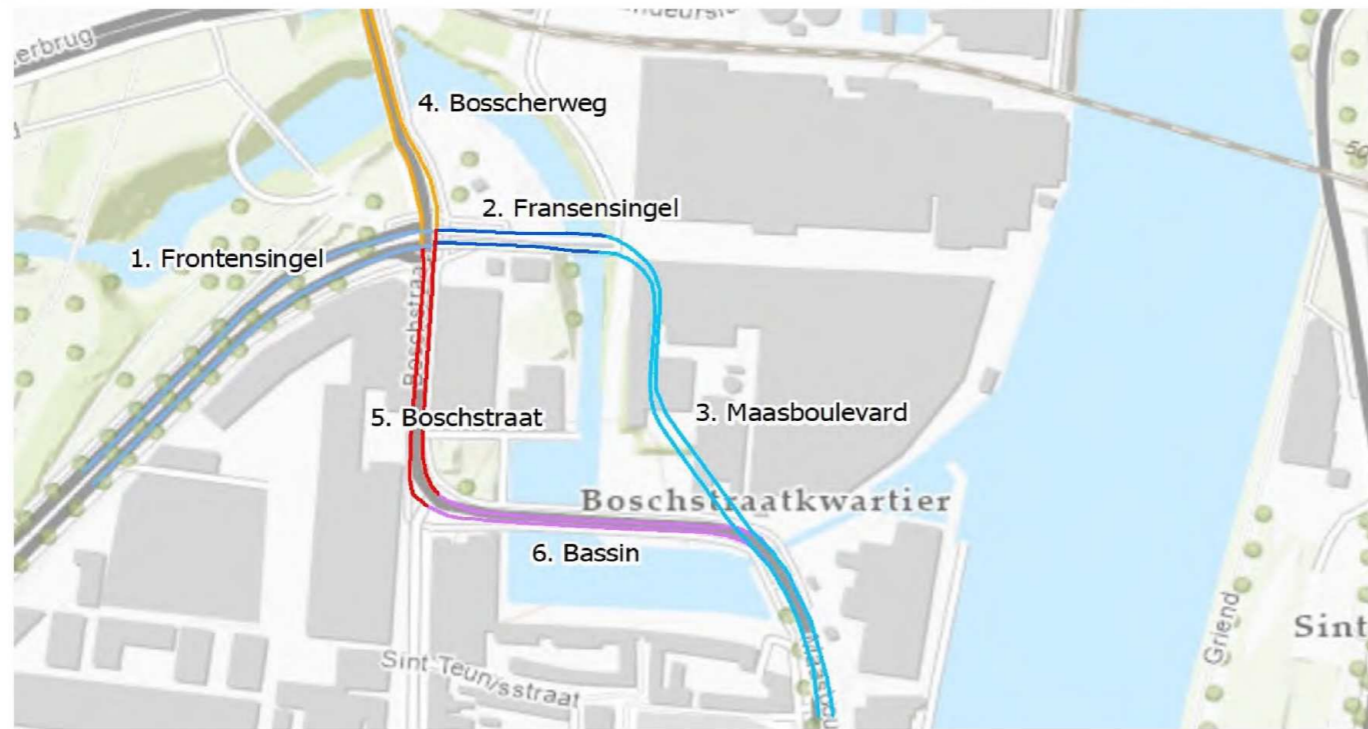 4. Bosscherweg
2. Fransensingel
1. Frontensingel
Boschstraat
3. Maasboulevard
5. Boschstraat
Boschstraatkwartier
6. Bassin
Griend
Sint
Sint Teunisstraat